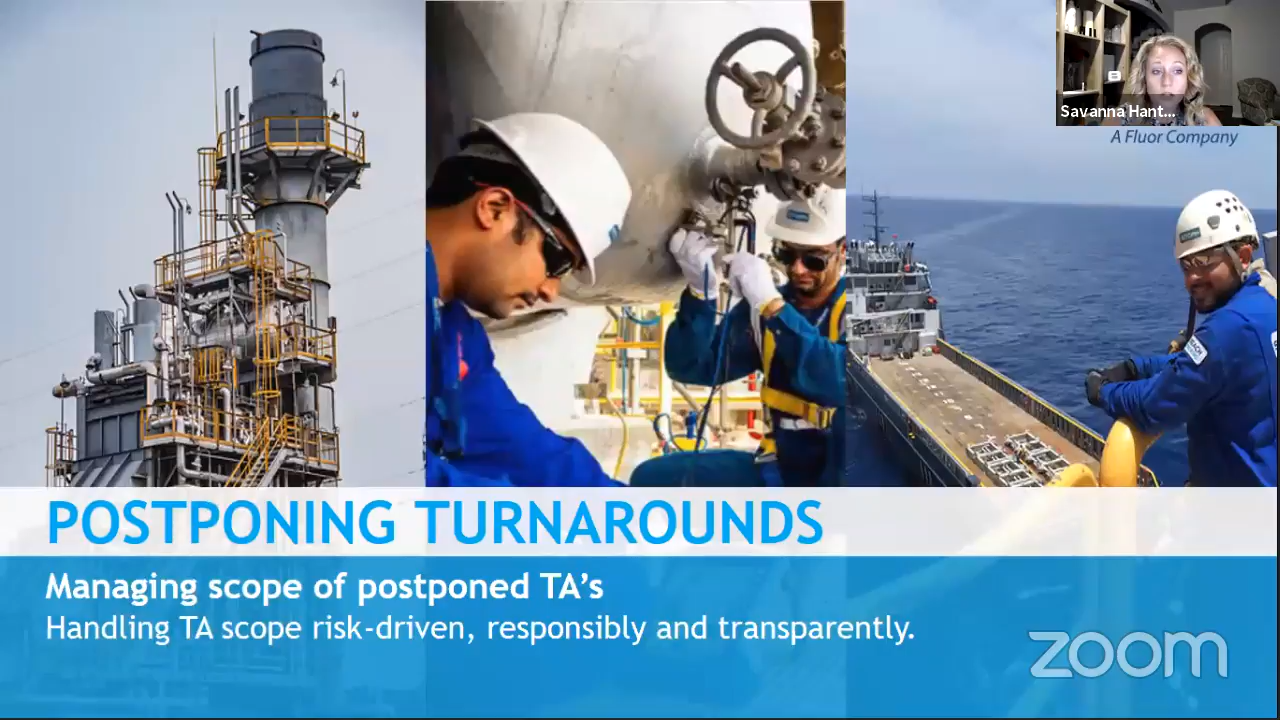 Savanna Hant...
A Fluor Company
POSTPONING TURNAROUNDS
Managing scope of postponed TA's
Handling TA scope risk-driven, responsibly and transparently.
zoom